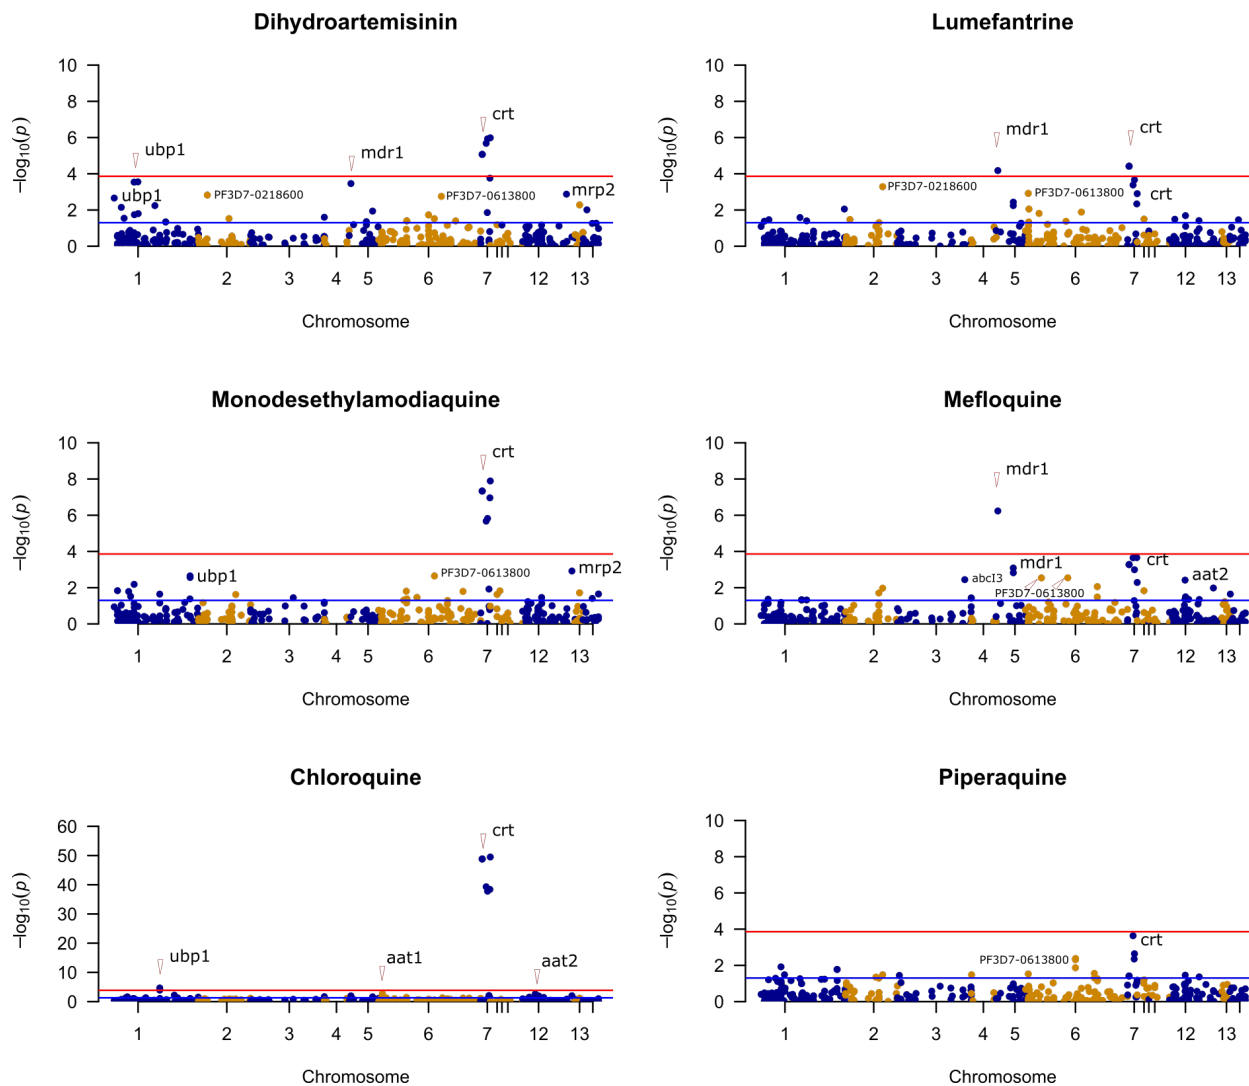 Dihydroartemisinin
−log10(p)
10
8
6
4
2
0
ubp1
ubp1
PF3D7-0218600
mdr1
PF3D7-0613800
crt
mrp2
1 2 3 4 5 6 7 12 13
Chromosome
Lumefantrine
−log10(p)
10
8
6
4
2
0
PF3D7-0218600
mdr1
PF3D7-0613800
crt
crt
1 2 3 4 5 6 7 12 13
Chromosome
Monodesethylamodiaquine
−log10(p)
10
8
6
4
2
0
ubp1
PF3D7-0613800
crt
mrp2
1 2 3 4 5 6 7 12 13
Chromosome
Mefloquine
−log10(p)
10
8
6
4
2
0
mdr1
abcI3
mdr1
PF3D7-0613800
crt
aat2
1 2 3 4 5 6 7 12 13
Chromosome
Chloroquine
−log10(p)
60
50
40
30
20
10
0
ubp1
aat1
crt
aat2
1 2 3 4 5 6 7 12 13
Chromosome
Piperaquine
−log10(p)
10
8
6
4
2
0
PF3D7-0613800
crt
1 2 3 4 5 6 7 12 13
Chromosome